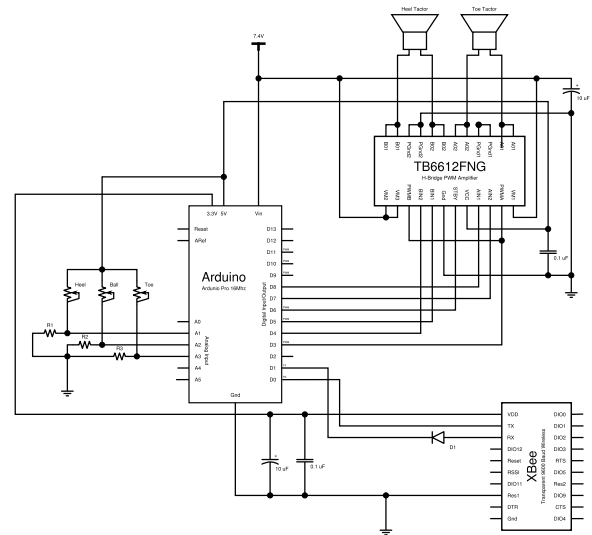 Heel Tactor
Toe Tactor
7.4V
+
10 uF
BO1
BO1
PGnd2
PGnd2
BO2
BO2
AO2
AO2
PGnd1
PGnd1
AO1
AO1
TB6612FNG
H-Bridge PWM Amplifier
VM2
VM3
PWMB
BIN2
BIN1
Gnd
STBY
VCC
AIN1
AIN2
PWMA
VM1
0.1 uF
3.3V
5V
Vin
Reset
ARef
Arduino
Ardunio Pro 16Mhz
Digital Input/Output
Analog Input
D13
D12
D11
D10
D9
D8
D7
D6
D5
D4
D3
D2
D1
D0
A0
A1
A2
A3
A4
A5
Gnd
Heel
Ball
Toe
R1
R2
R3
+
10 uF
0.1 uF
D1
VDD
TX
RX
DIO12
Reset
RSSI
DIO11
Res1
DTR
Gnd
XBee
Transparent 9600 Baud Wireless
DIO0
DIO1
DIO2
DIO3
RTS
DIO5
Res2
DIO9
CTS
DIO4